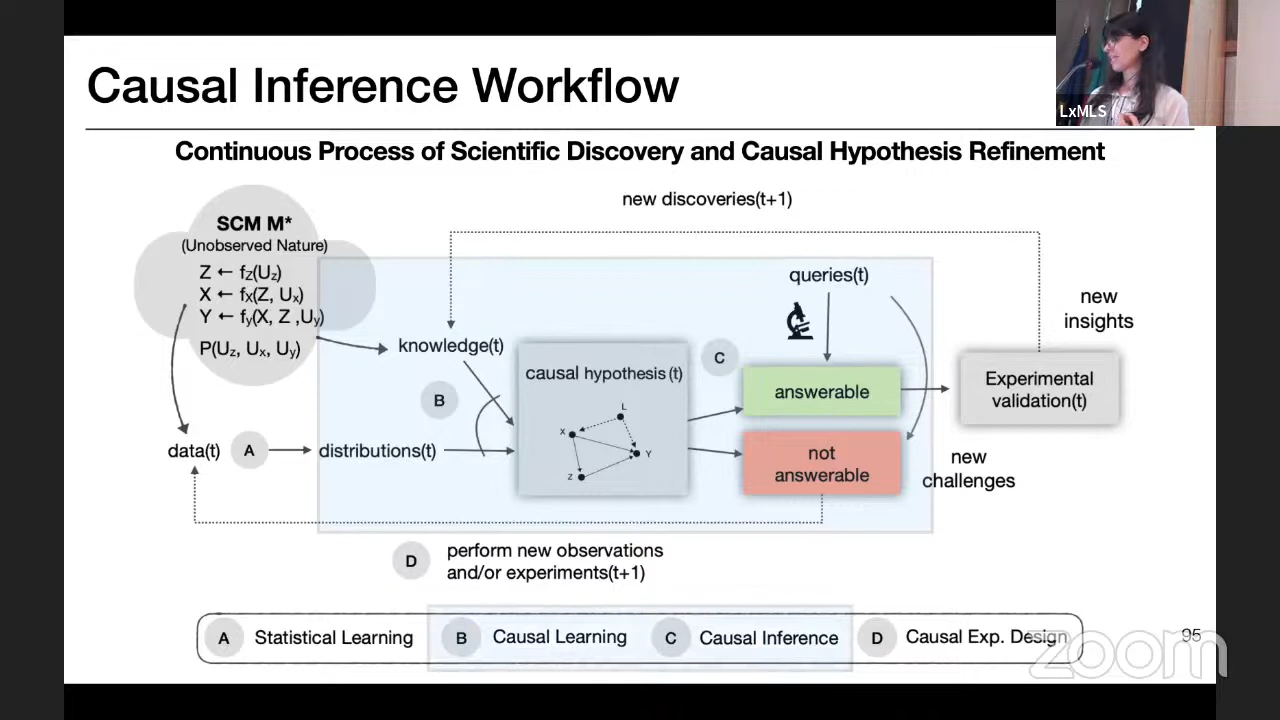 Causal Inference Workflow
LxMLS
Continuous Process of Scientific Discovery and Causal Hypothesis Refinement
new discoveries(t+1)
SCM M*
(Unobserved Nature)
Z ← fZ(Uz)
X ← fX(Z, Ux)
Y ← fy(X, Z ,Uy)
P(Uz, Ux, Uy)
queries(t)
new
insights
knowledge(t)
causal hypothesis (t)
C
answerable
Experimental
validation(t)
B
L
X
Y
Z
data(t)
A
distributions(t)
not
answerable
new
challenges
D
perform new observations
and/or experiments(t+1)
A Statistical Learning
B Causal Learning
C Causal Inference
D Causal Exp. Design
95
zoom